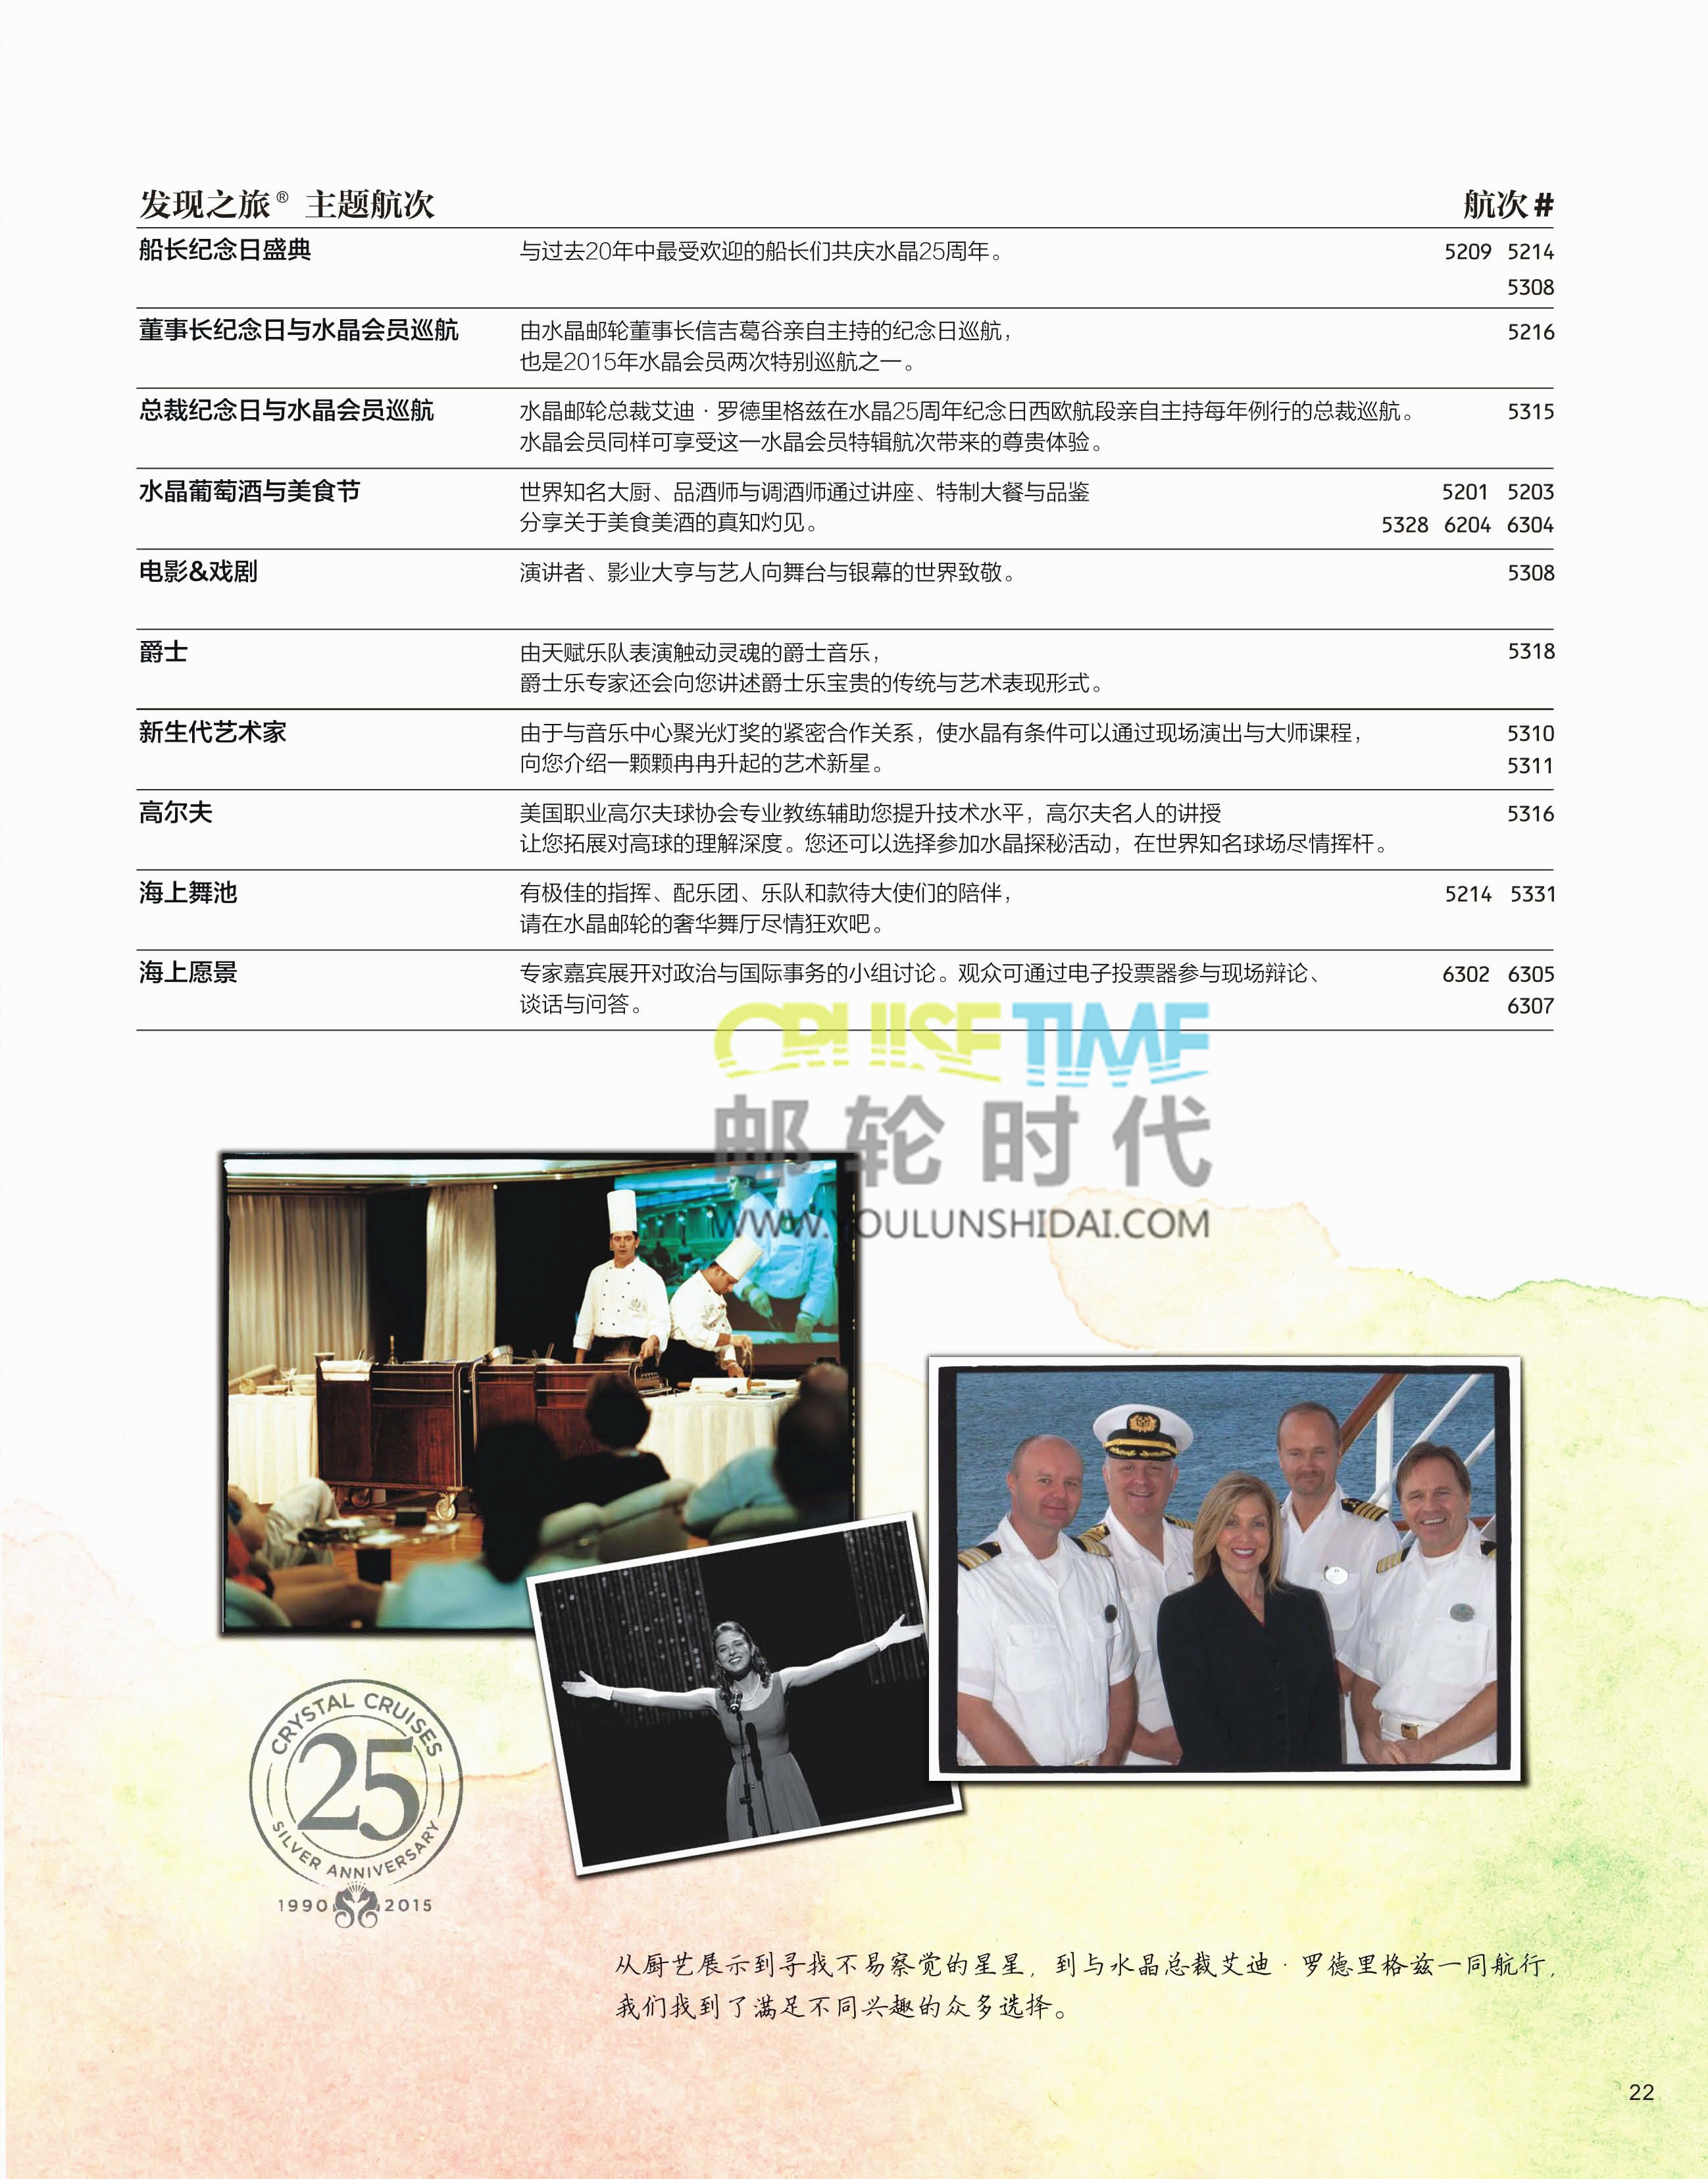 发现之旅® 主题航次 航次#
船长纪念日盛典 与过去20年中最受欢迎的船长们共庆水晶25周年。 5209 5214
5308
董事长纪念日与水晶会员巡航 由水晶邮轮董事长信吉葛谷亲自主持的纪念日巡航， 5216
也是2015年水晶会员两次特别巡航之一。
总裁纪念日与水晶会员巡航 水晶邮轮总裁艾迪·罗德里格兹在水晶25周年纪念日西欧航段亲自主持每年例行的总裁巡航。 5315
水晶会员同样可享受这一水晶会员特辑航次带来的尊贵体验。
水晶葡萄酒与美食节 世界知名大厨、品酒师与调酒师通过讲座、特制大餐与品鉴 5201 5203
分享关于美食美酒的真知灼见。 5328 6204 6304
电影&戏剧 演讲者、影业大亨与艺人向舞台与银幕的世界致敬。 5308
爵士 由天赋乐队表演触动灵魂的爵士音乐， 5318
爵士乐专家还会向您讲述爵士乐宝贵的传统与艺术表现形式。
新生代艺术家 由于与音乐中心聚光灯奖的紧密合作关系，使水晶有条件可以通过现场演出与大师课程， 5310
向您介绍一颗颗冉冉升起的艺术新星。 5311
高尔夫 美国职业高尔夫球协会专业教练辅助您提升技术水平，高尔夫名人的讲授 5316
让您拓展对高球的理解深度。您还可以选择参加水晶探秘活动，在世界知名球场尽情挥杆。
海上舞池 有极佳的指挥、配乐团、乐队和款待大使们的陪伴， 5214 5331
请在水晶邮轮的奢华舞厅尽情狂欢吧。
海上愿景 专家嘉宾展开对政治与国际事务的小组讨论。观众可通过电子投票器参与现场辩论、 6302 6305
谈话与问答。 6307
CRUISE TIME
邮轮时代
WWW.YOULUNSHIDAI.COM
CRYSTAL CRUISES
25
SILVER ANNIVERSARY
1990 2015
从厨艺展示到寻找不易察觉的星星，到与水晶总裁艾迪·罗德里格兹一同航行，
我们找到了满足不同兴趣的众多选择。
22